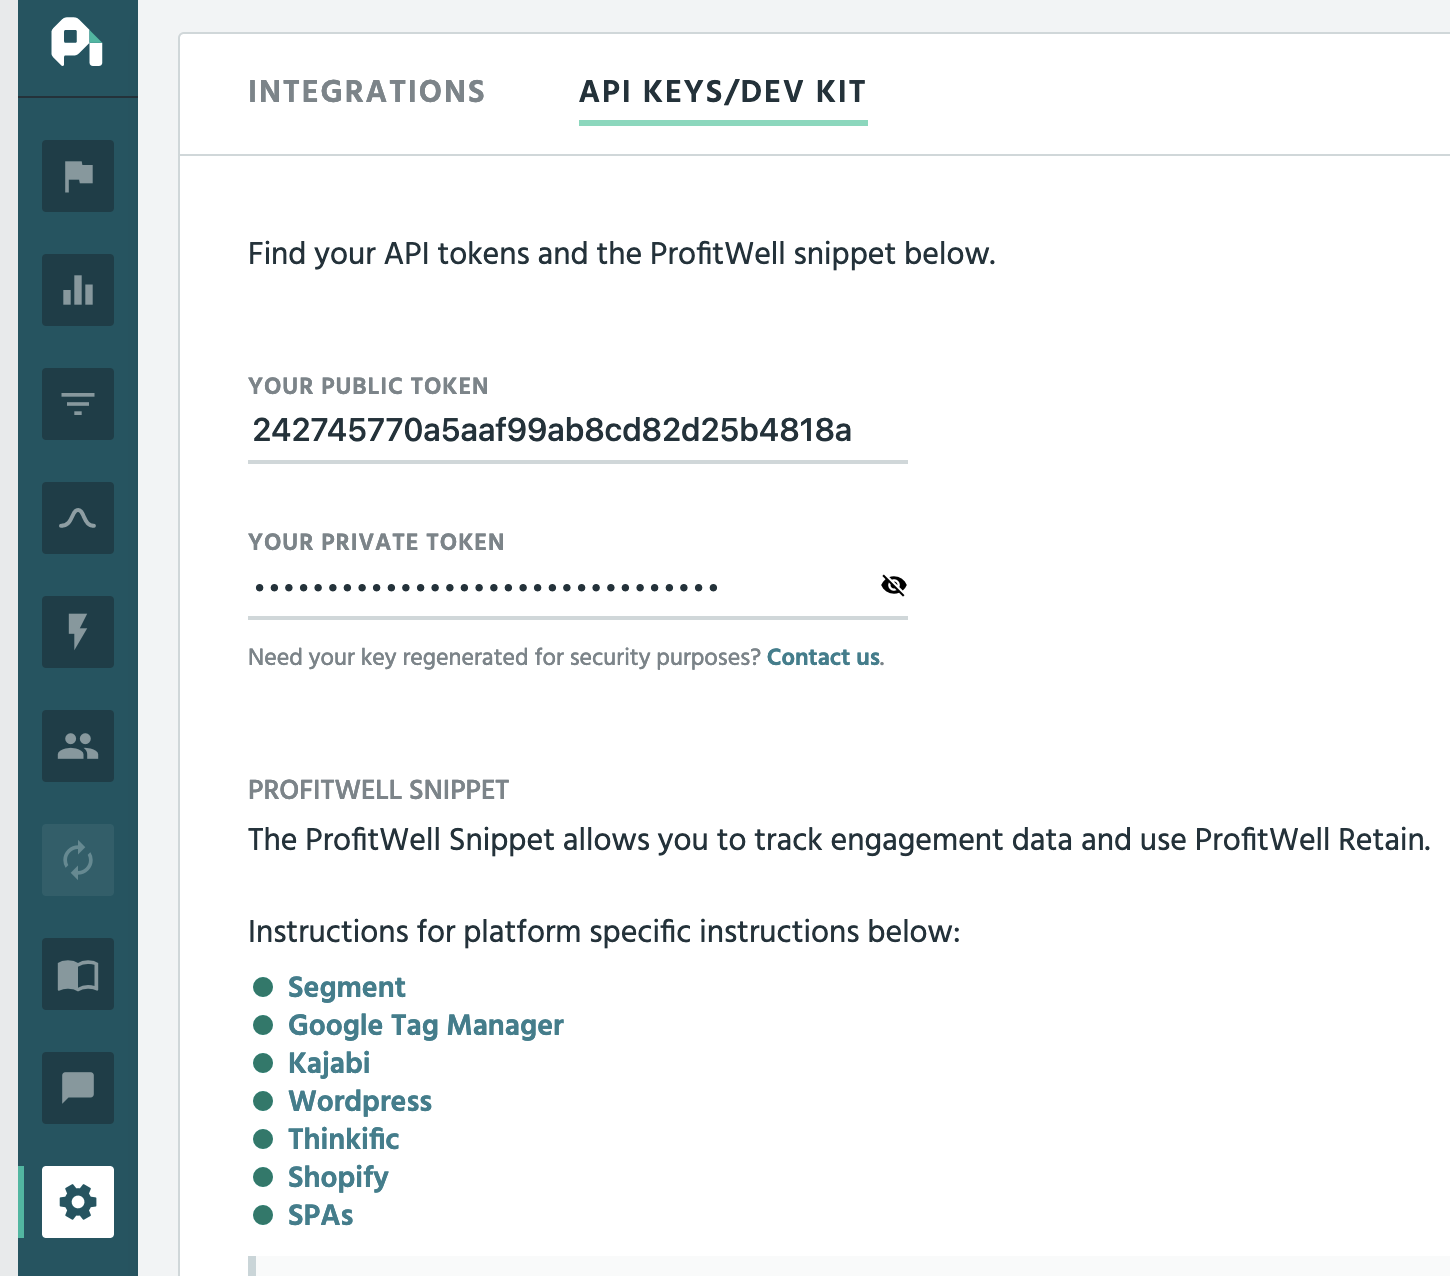 INTEGRATIONS API KEYS/DEV KIT
Find your API tokens and the ProfitWell snippet below.
YOUR PUBLIC TOKEN
242745770a5aaf99ab8cd82d25b4818a
YOUR PRIVATE TOKEN
••••••••••••••••••••••••••••••••
Need your key regenerated for security purposes? Contact us.
PROFITWELL SNIPPET
The ProfitWell Snippet allows you to track engagement data and use ProfitWell Retain.
Instructions for platform specific instructions below:
Segment
Google Tag Manager
Kajabi
Wordpress
Thinkific
Shopify
SPAs